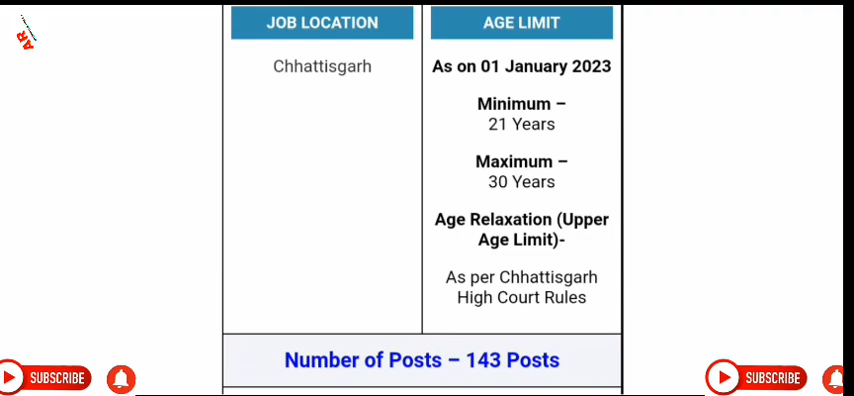 AR
JOB LOCATION
AGE LIMIT
Chhattisgarh
As on 01 January 2023
Minimum –
21 Years
Maximum –
30 Years
Age Relaxation (Upper
Age Limit)-
As per Chhattisgarh
High Court Rules
Number of Posts – 143 Posts
SUBSCRIBE
SUBSCRIBE